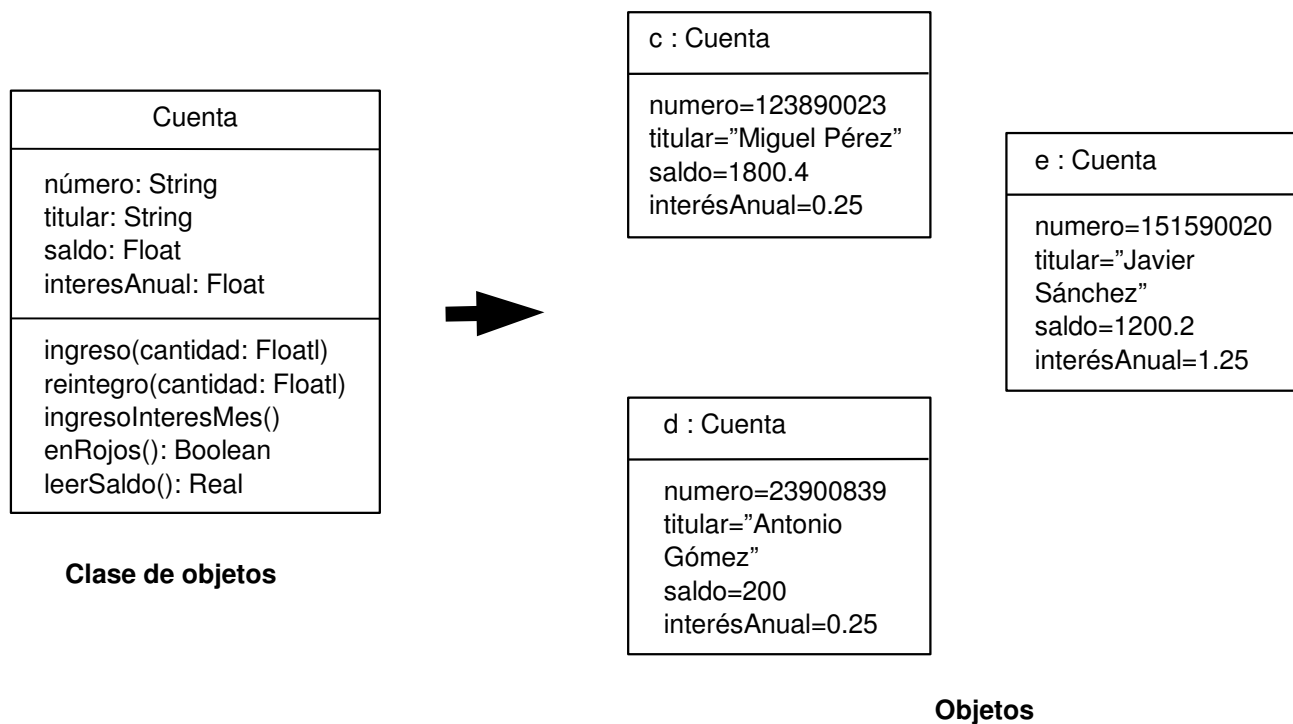 Cuenta
número: String
titular: String
saldo: Float
interesAnual: Float
ingreso(cantidad: Floatl)
reintegro(cantidad: Floatl)
ingresoInteresMes()
enRojos(): Boolean
leerSaldo(): Real
Clase de objetos
c : Cuenta
numero=123890023
titular=”Miguel Pérez”
saldo=1800.4
interésAnual=0.25
e : Cuenta
numero=151590020
titular=”Javier
Sánchez”
saldo=1200.2
interésAnual=1.25
d : Cuenta
numero=23900839
titular=”Antonio
Gómez”
saldo=200
interésAnual=0.25
Objetos